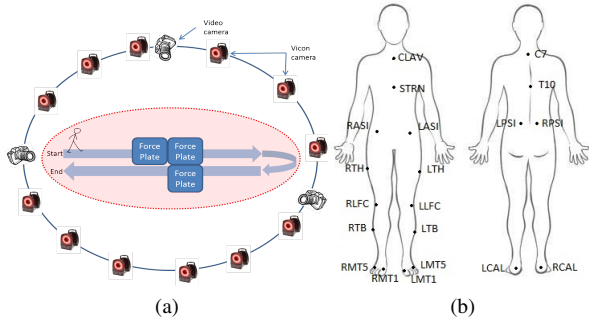 Video
camera
Vicon
camera
Force
Plate
Force
Plate
Start
End
Force
Plate
(a)
CLAV
STRN
RASI
LASI
RTH
LTH
RLFC
LLFC
RTB
LTB
RMT5
LMT5
RMT1
LMT1
C7
T10
LPSI
RPSI
LCAL
RCAL
(b)